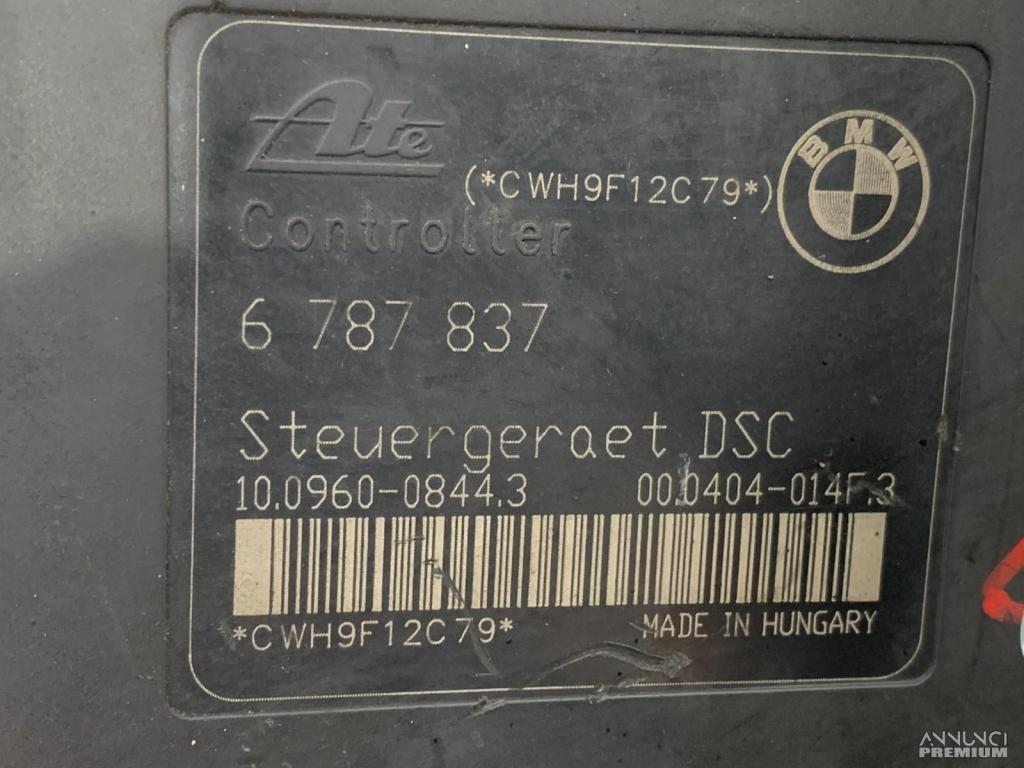 Ate
BMW
(*CWH9F12C79*)
Controller
6 787 837
Steuergeraet DSC
10.0960-0844.3 00.0404-014F.3
*CWH9F12C79*
MADE IN HUNGARY
ANNUNCI
PREMIUM